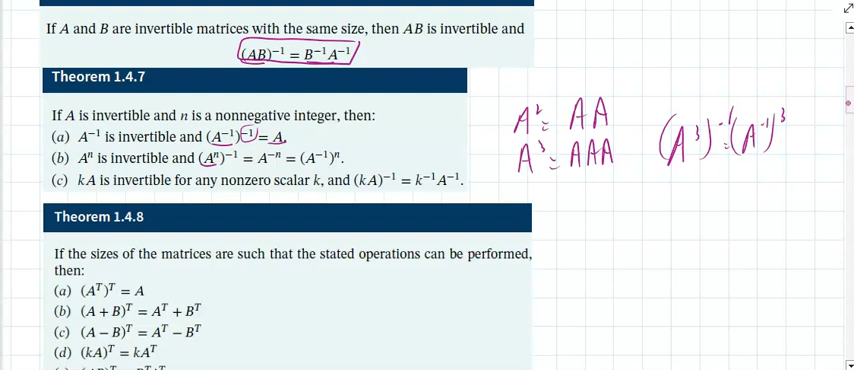 If A and B are invertible matrices with the same size, then AB is invertible and
(AB)⁻¹ = B⁻¹A⁻¹
Theorem 1.4.7
If A is invertible and n is a nonnegative integer, then:
(a) A⁻¹ is invertible and (A⁻¹)⁻¹ = A.
(b) Aⁿ is invertible and (Aⁿ)⁻¹ = A⁻ⁿ = (A⁻¹)ⁿ.
(c) kA is invertible for any nonzero scalar k, and (kA)⁻¹ = k⁻¹A⁻¹.
A² = AA
A³ = AAA
(A³)⁻¹ = (A⁻¹)³
Theorem 1.4.8
If the sizes of the matrices are such that the stated operations can be performed,
then:
(a) (Aᵀ)ᵀ = A
(b) (A + B)ᵀ = Aᵀ + Bᵀ
(c) (A − B)ᵀ = Aᵀ − Bᵀ
(d) (kA)ᵀ = kAᵀ